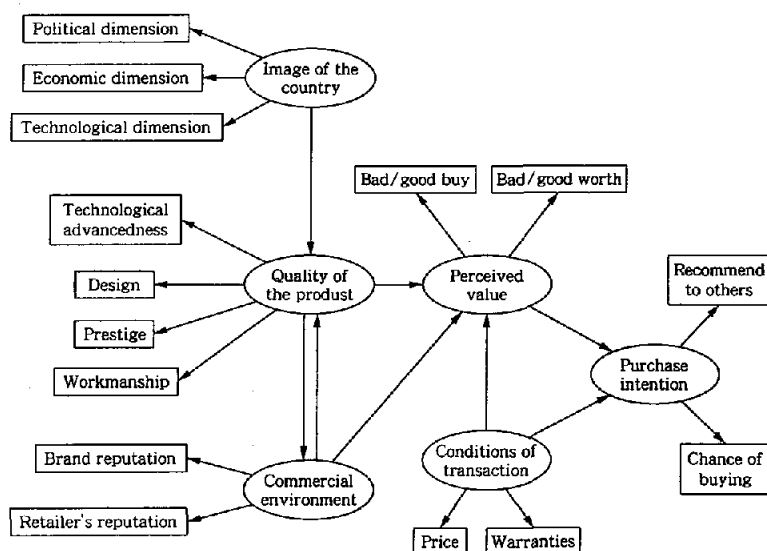 Political dimension
Economic dimension
Technological dimension
Image of the
country
Bad/good buy
Bad/good worth
Technological
advancedness
Design
Prestige
Workmanship
Quality of
the produst
Perceived
value
Recommend
to others
Purchase
intention
Chance of
buying
Brand reputation
Retailer's reputation
Commercial
environment
Conditions of
transaction
Price
Warranties